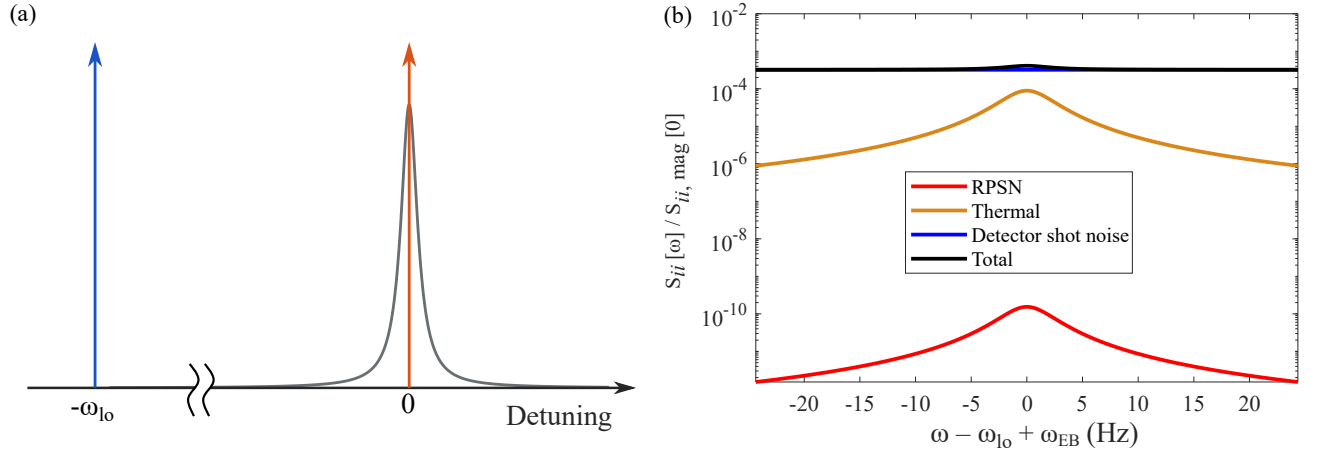 (a)
-ω_lo
0
Detuning
(b)
S_ii [ω] / S_ii, mag [0]
10^-2
10^-4
10^-6
10^-8
10^-10
RPSN
Thermal
Detector shot noise
Total
-20 -15 -10 -5 0 5 10 15 20
ω – ω_lo + ω_EB (Hz)